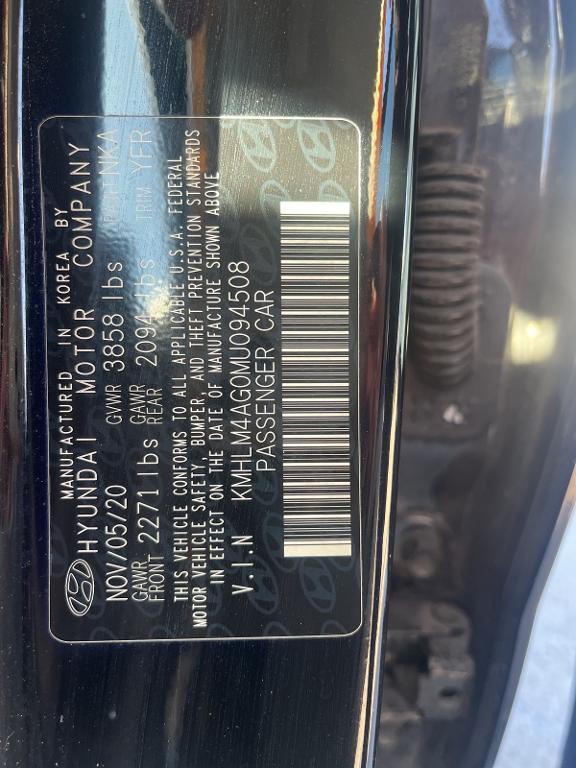 MANUFACTURED IN KOREA BY
HYUNDAI MOTOR COMPANY
NOV/05/20 GVWR 3858 lbs PAINT NKA
GAWR FRONT 2271 lbs GAWR REAR 2094 lbs TRIM YFR
THIS VEHICLE CONFORMS TO ALL APPLICABLE U.S.A. FEDERAL
MOTOR VEHICLE SAFETY, BUMPER, AND THEFT PREVENTION STANDARDS
IN EFFECT ON THE DATE OF MANUFACTURE SHOWN ABOVE
V.I.N KMHLM4AG0MU094508
PASSENGER CAR